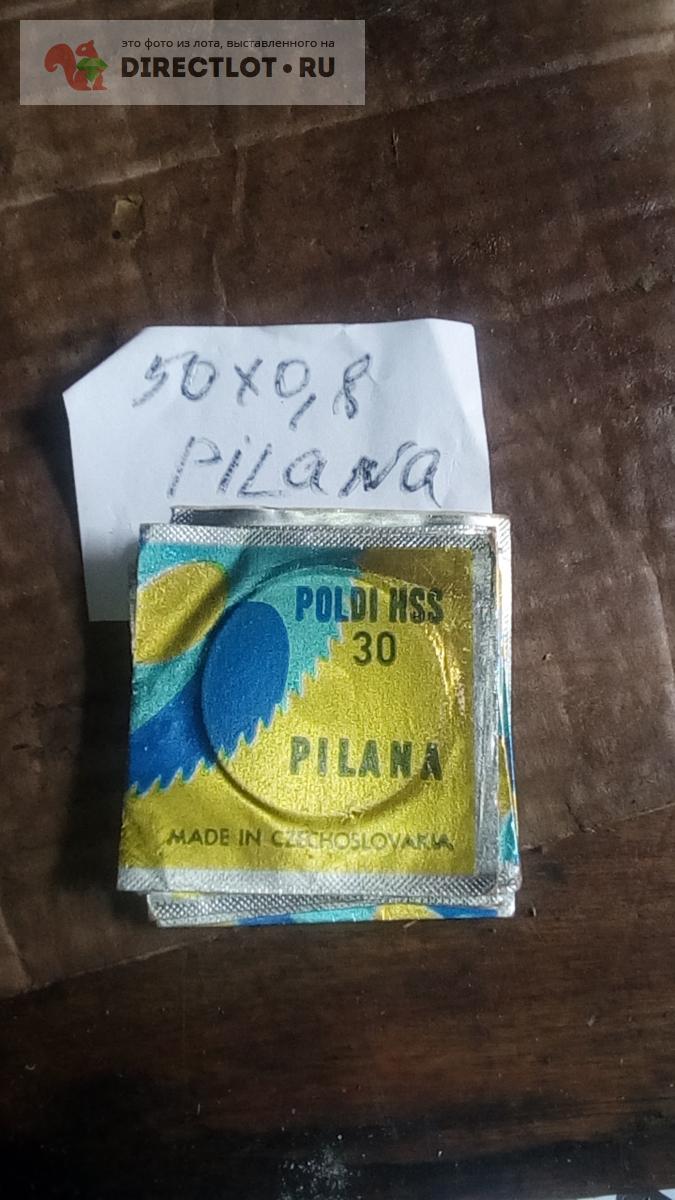 это фото из лота, выставленного на
DIRECTLOT•RU
50x0,8
PiLaNa
POLDI HSS
30
PILANA
MADE IN CZECHOSLOVAKIA